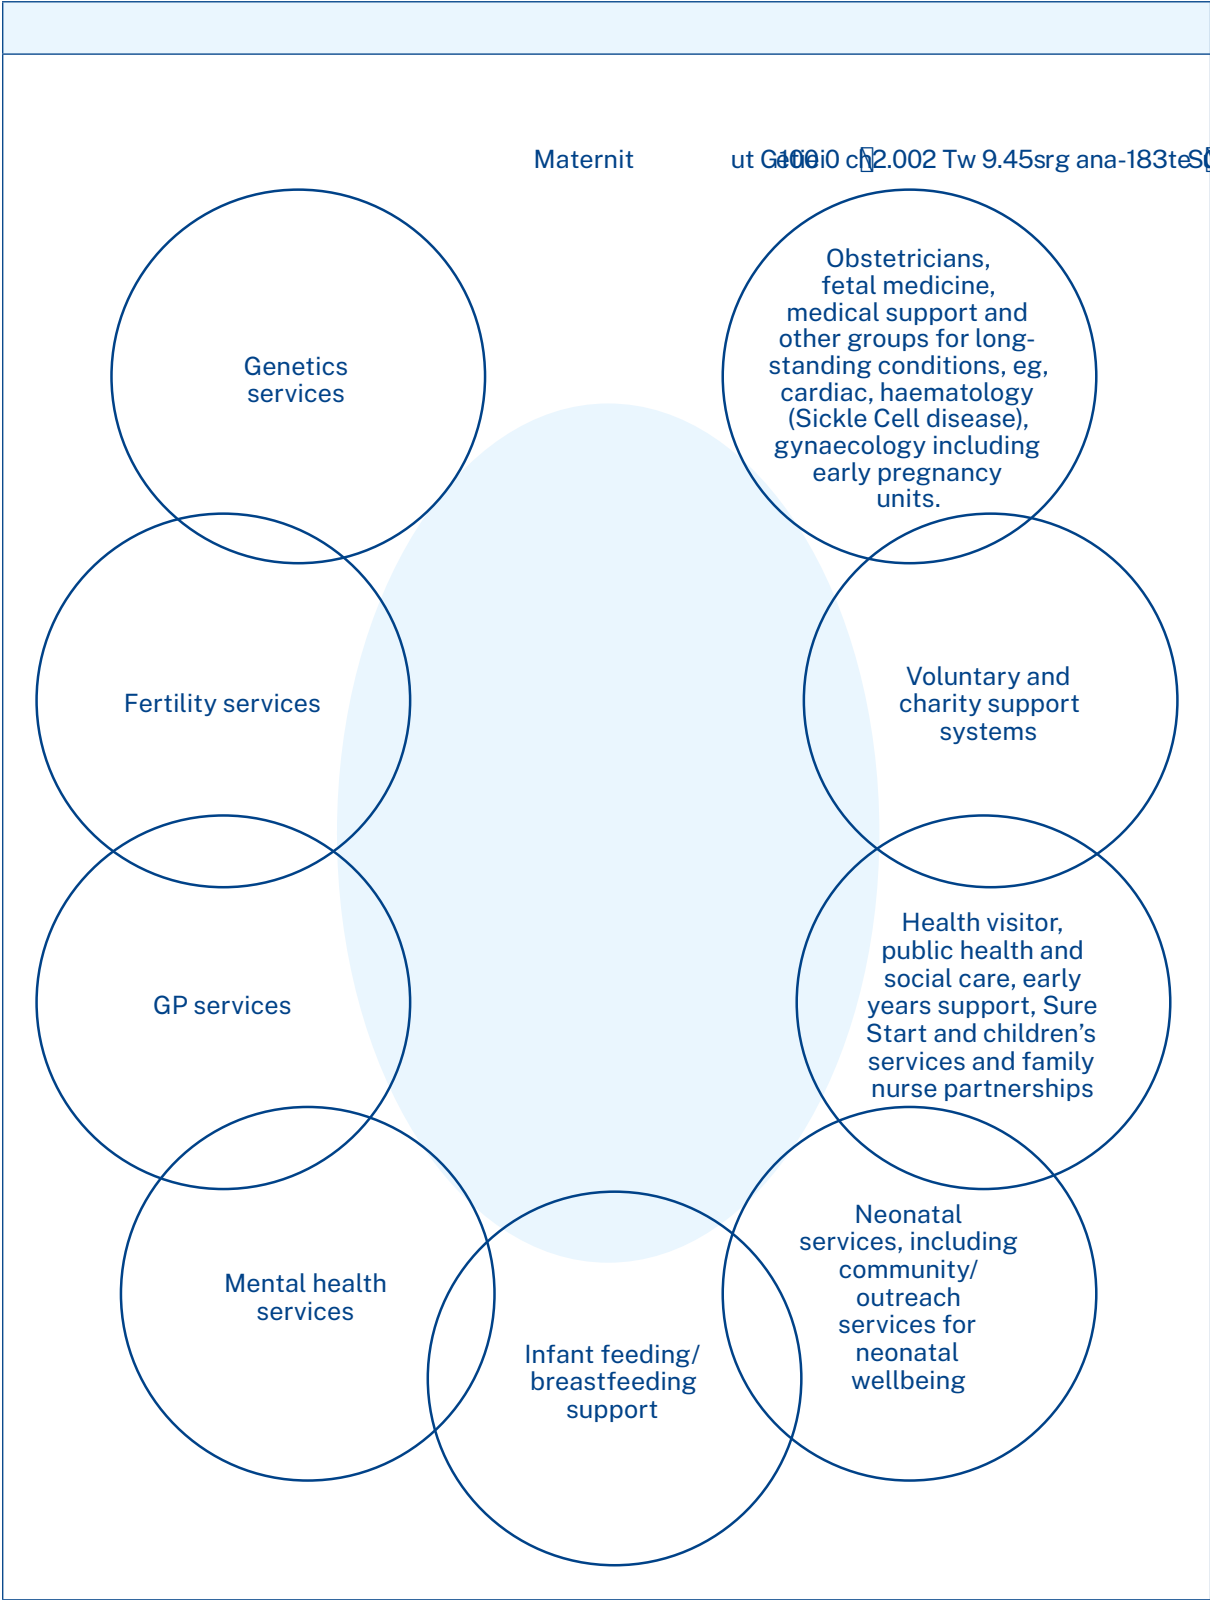 Maternit
Genetics
services
Obstetricians,
fetal medicine,
medical support and
other groups for long-
standing conditions, eg,
cardiac, haematology
(Sickle Cell disease),
gynaecology including
early pregnancy
units.
Fertility services
Voluntary and
charity support
systems
GP services
Health visitor,
public health and
social care, early
years support, Sure
Start and children’s
services and family
nurse partnerships
Mental health
services
Infant feeding/
breastfeeding
support
Neonatal
services, including
community/
outreach
services for
neonatal
wellbeing